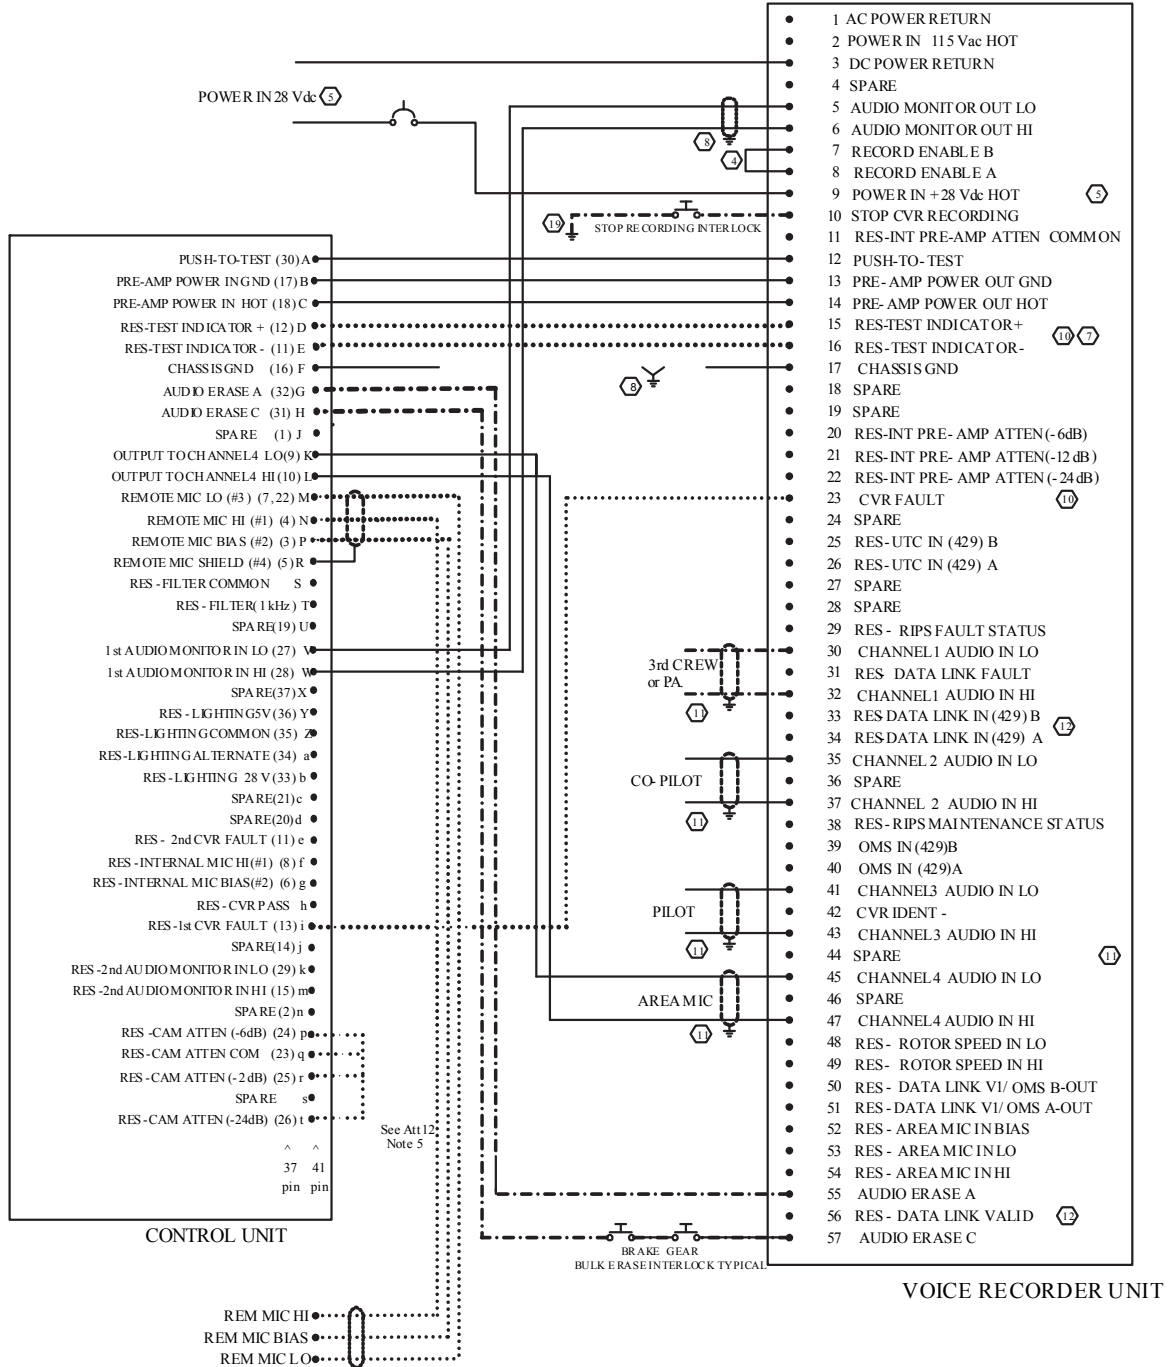 1 AC POWER RETURN
2 POWER IN 115 Vac HOT
3 DC POWER RETURN
4 SPARE
5 AUDIO MONITOR OUT LO
6 AUDIO MONITOR OUT HI
7 RECORD ENABLE B
8 RECORD ENABLE A
9 POWER IN +28 Vdc HOT 5
10 STOP CVR RECORDING
11 RES-INT PRE-AMP ATTEN COMMON
12 PUSH-TO-TEST
13 PRE-AMP POWER OUT GND
14 PRE-AMP POWER OUT HOT
15 RES-TEST INDICATOR+
10 7
16 RES-TEST INDICATOR-
17 CHASSIS GND
18 SPARE
19 SPARE
20 RES-INT PRE-AMP ATTEN (-6dB)
21 RES-INT PRE-AMP ATTEN (-12 dB)
22 RES-INT PRE-AMP ATTEN (-24 dB)
23 CVR FAULT 10
24 SPARE
25 RES-UTC IN (429) B
26 RES-UTC IN (429) A
27 SPARE
28 SPARE
29 RES - RIPS FAULT STATUS
30 CHANNEL1 AUDIO IN LO
31 RES- DATA LINK FAULT
32 CHANNEL1 AUDIO IN HI
33 RES-DATA LINK IN (429) B
12
34 RES-DATA LINK IN (429) A
35 CHANNEL 2 AUDIO IN LO
36 SPARE
37 CHANNEL 2 AUDIO IN HI
38 RES-RIPS MAINTENANCE STATUS
39 OMS IN (429)B
40 OMS IN (429)A
41 CHANNEL3 AUDIO IN LO
42 CVR IDENT -
43 CHANNEL3 AUDIO IN HI
44 SPARE 11
45 CHANNEL4 AUDIO IN LO
46 SPARE
47 CHANNEL4 AUDIO IN HI
48 RES - ROTOR SPEED IN LO
49 RES- ROTOR SPEED IN HI
50 RES - DATA LINK V1/ OMS B-OUT
51 RES - DATA LINK V1/ OMS A-OUT
52 RES - AREA MIC IN BIAS
53 RES - AREA MIC IN LO
54 RES - AREA MIC IN HI
55 AUDIO ERASE A
56 RES - DATA LINK VALID 12
57 AUDIO ERASE C
VOICE RECORDER UNIT
POWER IN 28 Vdc 5
8
4
19
STOP RECORDING INTERLOCK
8
3rd CREW
or PA.
11
CO-PILOT
11
PILOT
11
AREA MIC
11
BRAKE GEAR
BULK ERASE INTERLOCK TYPICAL
PUSH-TO-TEST (30) A
PRE-AMP POWER IN GND (17) B
PRE-AMP POWER IN HOT (18) C
RES-TEST INDICATOR + (12) D
RES-TEST INDICATOR - (11) E
CHASSIS GND (16) F
AUDIO ERASE A (32) G
AUDIO ERASE C (31) H
SPARE (1) J
OUTPUT TO CHANNEL4 LO (9) K
OUTPUT TO CHANNEL4 HI (10) L
REMOTE MIC LO (#3) (7,22) M
REMOTE MIC HI (#1) (4) N
REMOTE MIC BIAS (#2) (3) P
REMOTE MIC SHIELD (#4) (5) R
RES - FILTER COMMON S
RES - FILTER(1 kHz) T
SPARE(19) U
1st AUDIO MONITOR IN LO (27) V
1st AUDIO MONITOR IN HI (28) W
SPARE(37) X
RES - LIGHTING 5V (36) Y
RES-LIGHTING COMMON (35) Z
RES-LIGHTING ALTERNATE (34) a
RES-LIGHTING 28 V (33) b
SPARE(21) c
SPARE(20) d
RES - 2nd CVR FAULT (11) e
RES - INTERNAL MIC HI (#1) (8) f
RES-INTERNAL MIC BIAS(#2) (6) g
RES - CVR PASS h
RES-1st CVR FAULT (13) i
SPARE(14) j
RES -2nd AUDIO MONITOR IN LO (29) k
RES -2nd AUDIO MONITOR IN HI (15) m
SPARE (2) n
RES -CAM ATTEN (-6dB) (24) p
RES -CAM ATTEN COM (23) q
RES -CAM ATTEN (-2 dB) (25) r
SPARE s
RES-CAM ATTEN (-24dB) (26) t
See Att 12
Note 5
^ ^
37 41
pin pin
CONTROL UNIT
REM MIC HI
REM MIC BIAS
REM MIC LO